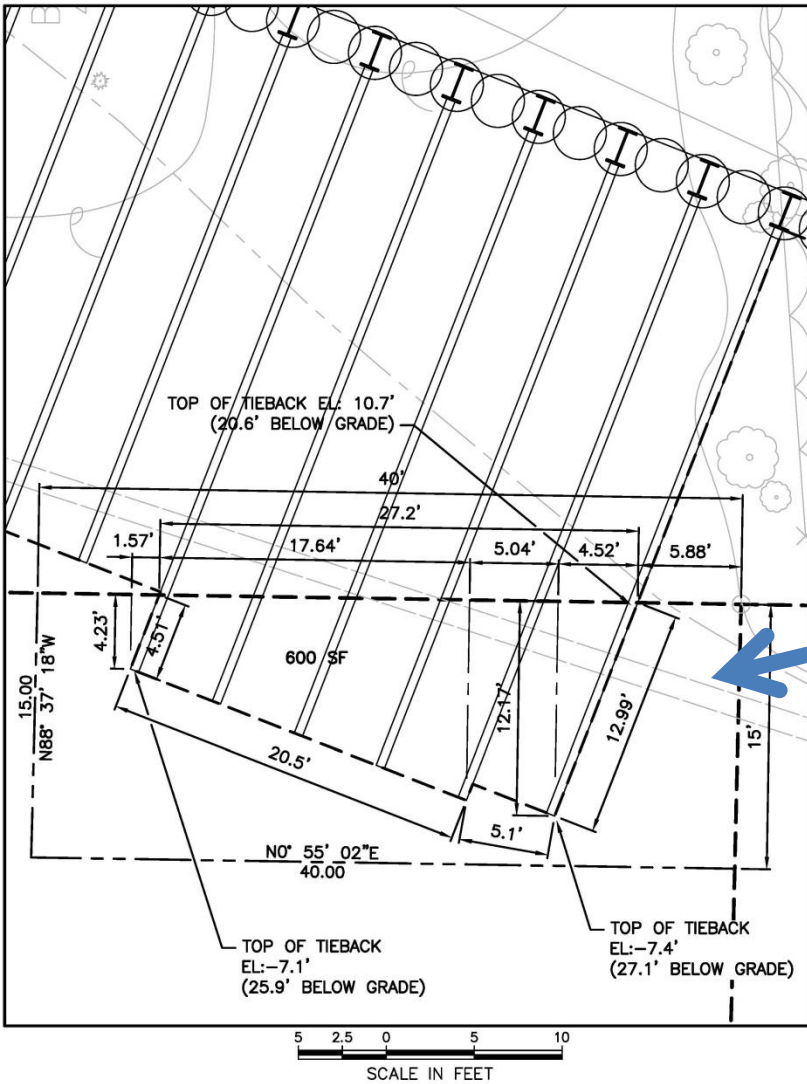 B
TOP OF TIEBACK EL: 10.7'
(20.6' BELOW GRADE)
40'
27.2'
1.57'
17.64'
5.04'
4.52'
5.88'
4.23'
4.51'
600 SF
12.17'
12.99'
15.00
N88° 37' 18"W
15'
20.5'
5.1'
N0° 55' 02"E
40.00
TOP OF TIEBACK
EL:-7.1'
(25.9' BELOW GRADE)
TOP OF TIEBACK
EL:-7.4'
(27.1' BELOW GRADE)
5 2.5 0 5 10
SCALE IN FEET